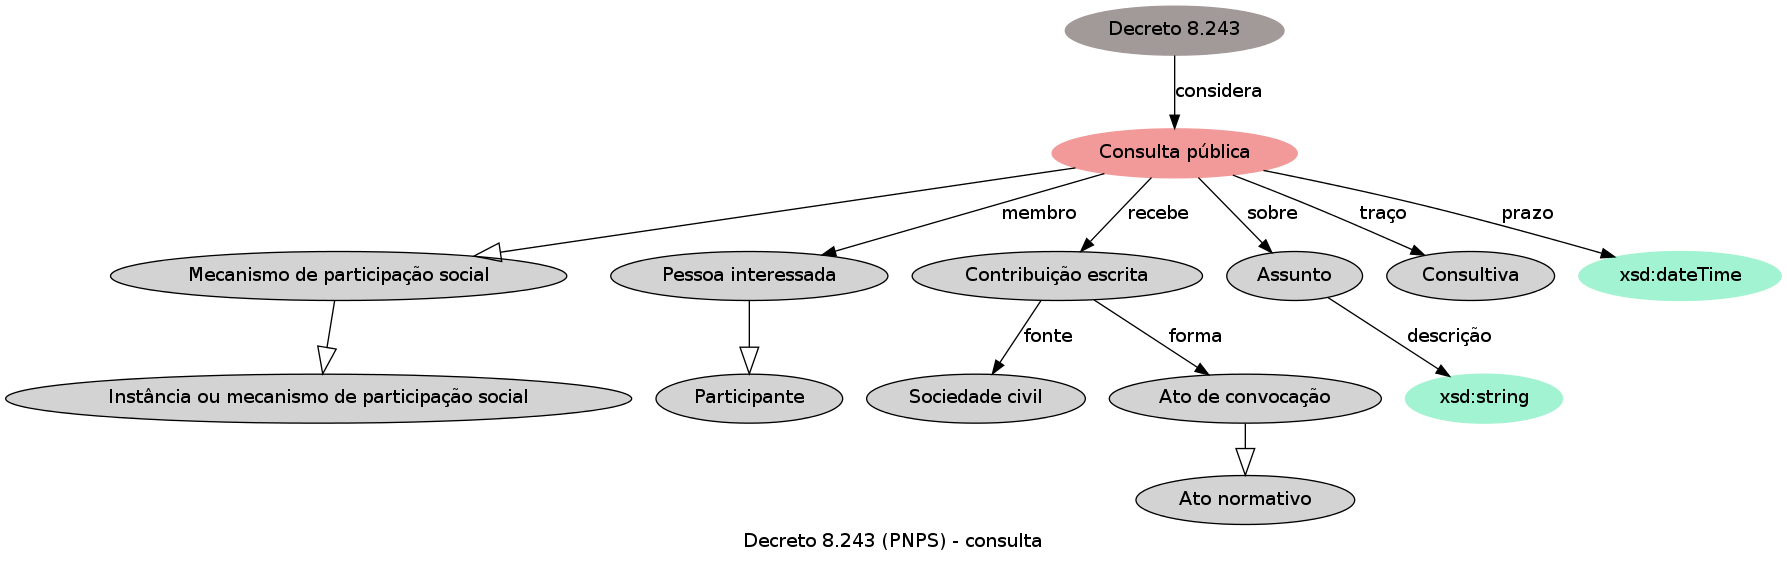 Decreto 8.243
considera
Consulta pública
membro
recebe
sobre
traço
prazo
Mecanismo de participação social
Pessoa interessada
Contribuição escrita
Assunto
Consultiva
xsd:dateTime
fonte
forma
descrição
Instância ou mecanismo de participação social
Participante
Sociedade civil
Ato de convocação
xsd:string
Ato normativo
Decreto 8.243 (PNPS) - consulta